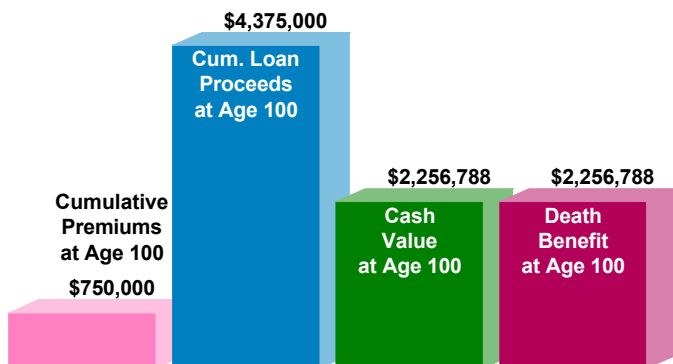 $4,375,000
Cum. Loan
Proceeds
at Age 100
Cumulative
Premiums
at Age 100
$750,000
$2,256,788
Cash
Value
at Age 100
$2,256,788
Death
Benefit
at Age 100